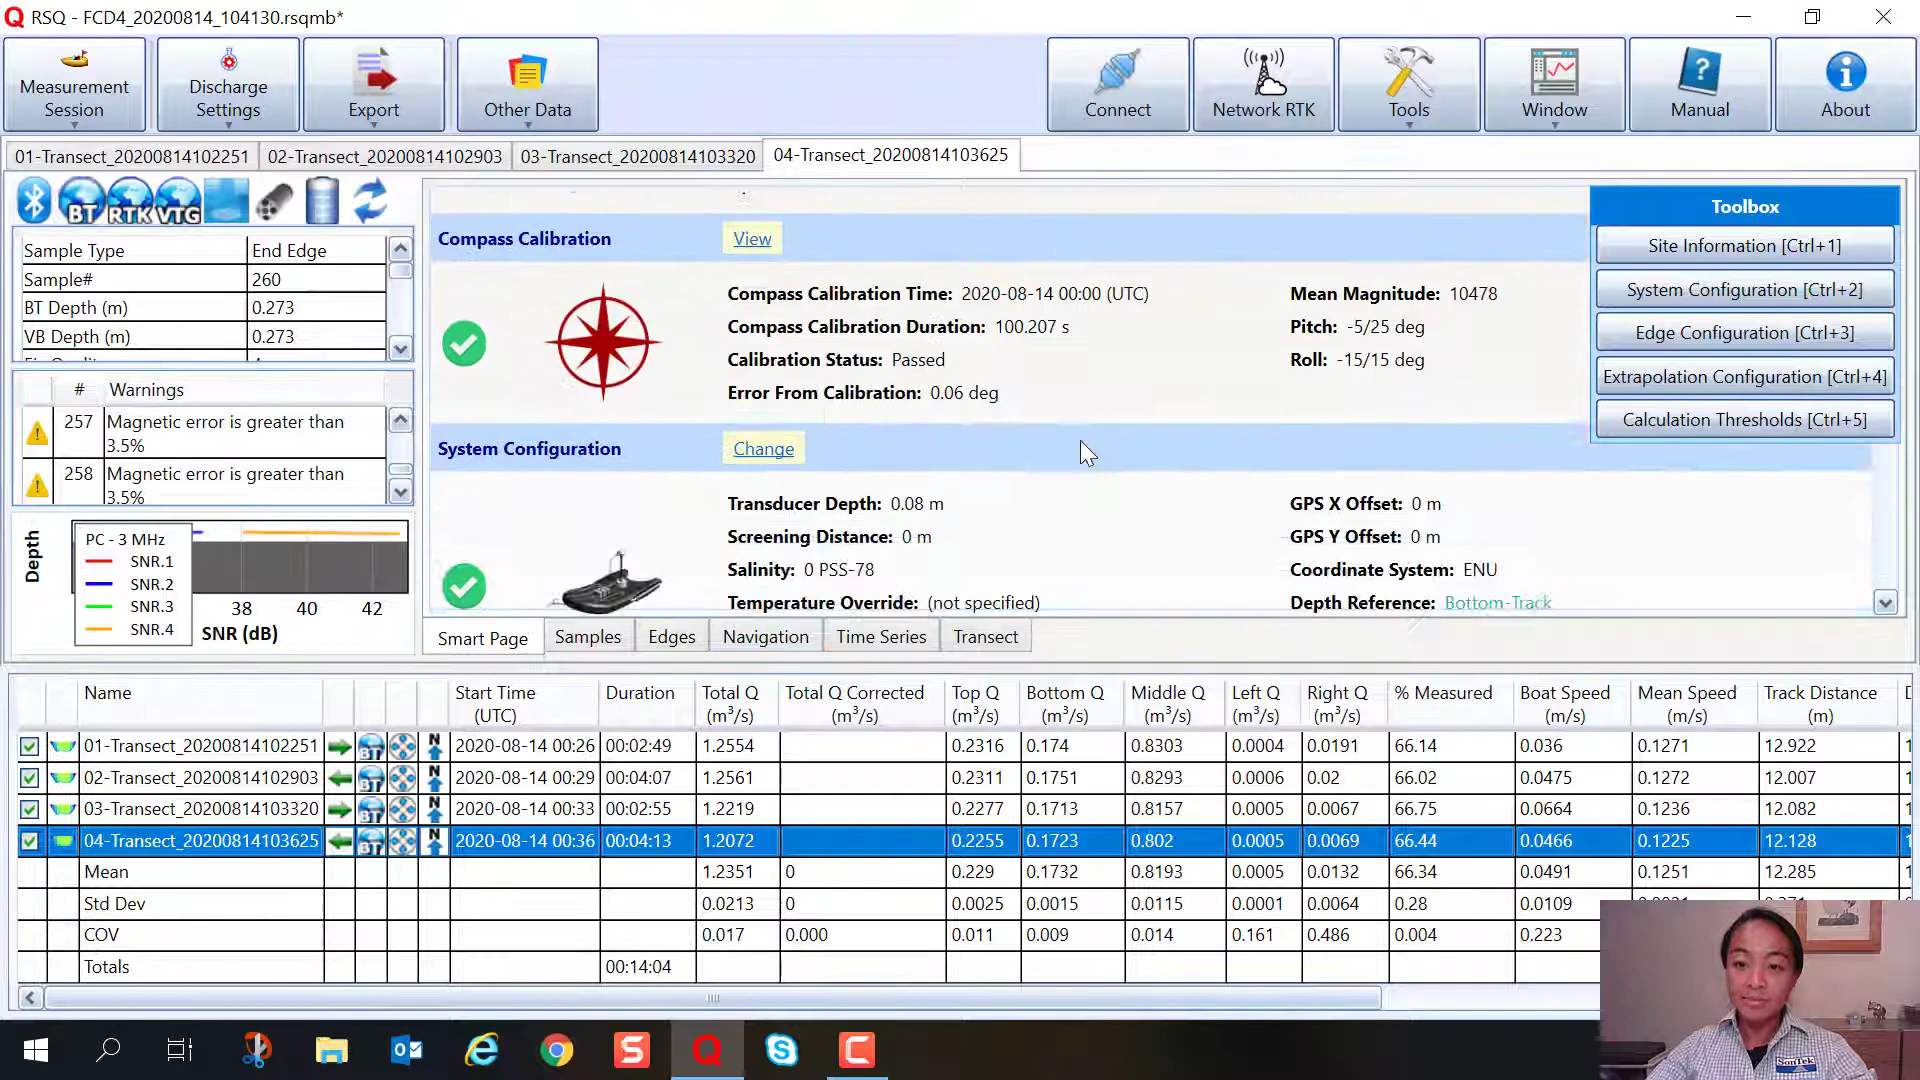 RSQ - FCD4_20200814_104130.rsqmb*
Measurement Session
Discharge Settings
Export
Other Data
Connect
Network RTK
Tools
Window
Manual
About
01-Transect_20200814102251
02-Transect_20200814102903
03-Transect_20200814103320
04-Transect_20200814103625
BT RTK VTG
Sample Type End Edge
Sample# 260
BT Depth (m) 0.273
VB Depth (m) 0.273
# Warnings
257 Magnetic error is greater than 3.5%
258 Magnetic error is greater than 3.5%
Depth
PC - 3 MHz
SNR.1
SNR.2
SNR.3
SNR.4
38 40 42
SNR (dB)
Compass Calibration View
Compass Calibration Time: 2020-08-14 00:00 (UTC)
Compass Calibration Duration: 100.207 s
Calibration Status: Passed
Error From Calibration: 0.06 deg
Mean Magnitude: 10478
Pitch: -5/25 deg
Roll: -15/15 deg
System Configuration Change
Transducer Depth: 0.08 m
Screening Distance: 0 m
Salinity: 0 PSS-78
Temperature Override: (not specified)
GPS X Offset: 0 m
GPS Y Offset: 0 m
Coordinate System: ENU
Depth Reference: Bottom-Track
Toolbox
Site Information [Ctrl+1]
System Configuration [Ctrl+2]
Edge Configuration [Ctrl+3]
Extrapolation Configuration [Ctrl+4]
Calculation Thresholds [Ctrl+5]
Smart Page Samples Edges Navigation Time Series Transect
Name Start Time (UTC) Duration Total Q (m³/s) Total Q Corrected (m³/s) Top Q (m³/s) Bottom Q (m³/s) Middle Q (m³/s) Left Q (m³/s) Right Q (m³/s) % Measured Boat Speed (m/s) Mean Speed (m/s) Track Distance (m)
01-Transect_20200814102251 BT N 2020-08-14 00:26 00:02:49 1.2554 0.2316 0.174 0.8303 0.0004 0.0191 66.14 0.036 0.1271 12.922
02-Transect_20200814102903 BT N 2020-08-14 00:29 00:04:07 1.2561 0.2311 0.1751 0.8293 0.0006 0.02 66.02 0.0475 0.1272 12.007
03-Transect_20200814103320 BT N 2020-08-14 00:33 00:02:55 1.2219 0.2277 0.1713 0.8157 0.0005 0.0067 66.75 0.0664 0.1236 12.082
04-Transect_20200814103625 BT N 2020-08-14 00:36 00:04:13 1.2072 0.2255 0.1723 0.802 0.0005 0.0069 66.44 0.0466 0.1225 12.128
Mean 1.2351 0 0.229 0.1732 0.8193 0.0005 0.0132 66.34 0.0491 0.1251 12.285
Std Dev 0.0213 0 0.0025 0.0015 0.0115 0.0001 0.0064 0.28 0.0109
COV 0.017 0.000 0.011 0.009 0.014 0.161 0.486 0.004 0.223
Totals 00:14:04
SonTek